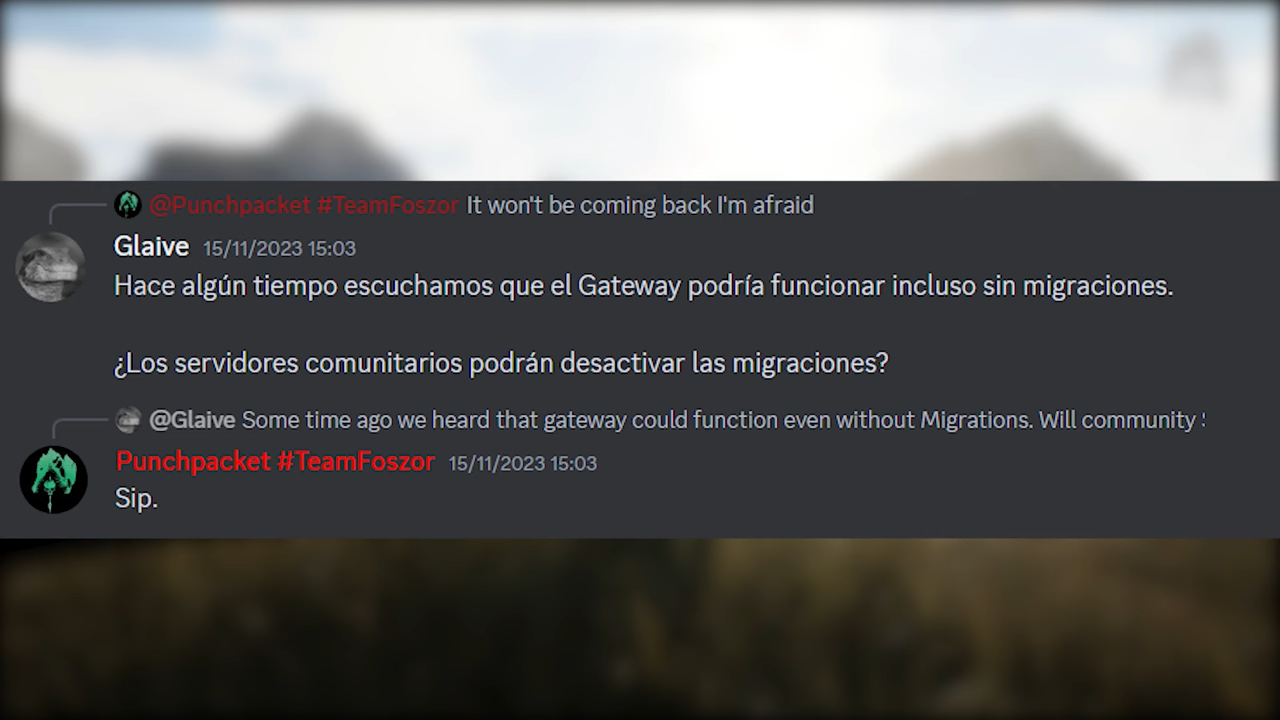 @Punchpacket #TeamFoszor It won't be coming back I'm afraid
Glaive 15/11/2023 15:03
Hace algún tiempo escuchamos que el Gateway podría funcionar incluso sin migraciones.
¿Los servidores comunitarios podrán desactivar las migraciones?
@Glaive Some time ago we heard that gateway could function even without Migrations. Will community
Punchpacket #TeamFoszor 15/11/2023 15:03
Sip.